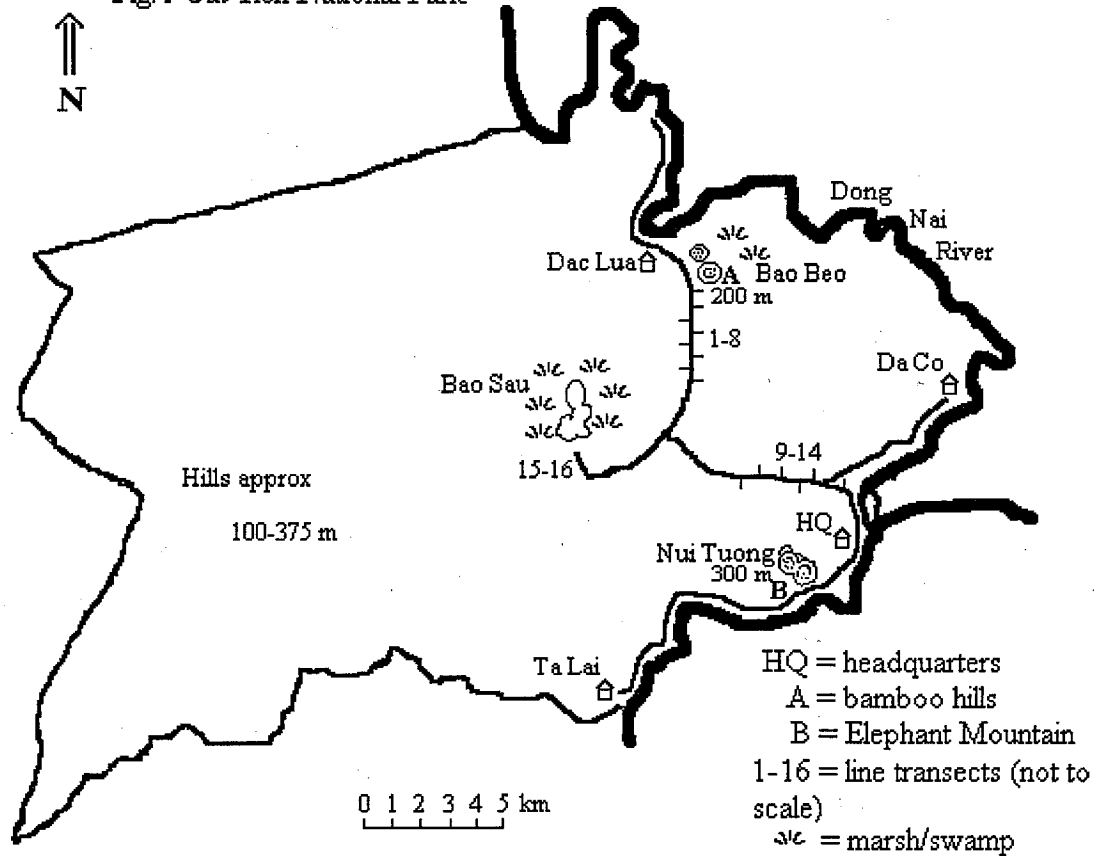 N
Dong
Nai
River
Dac Lua
A
Bao Beo
200 m
1-8
Da Co
Bao Sau
9-14
15-16
Hills approx
100-375 m
HQ
Nui Tuong
300 m
B
Ta Lai
HQ = headquarters
A = bamboo hills
B = Elephant Mountain
1-16 = line transects (not to
scale)
= marsh/swamp
0 1 2 3 4 5 km